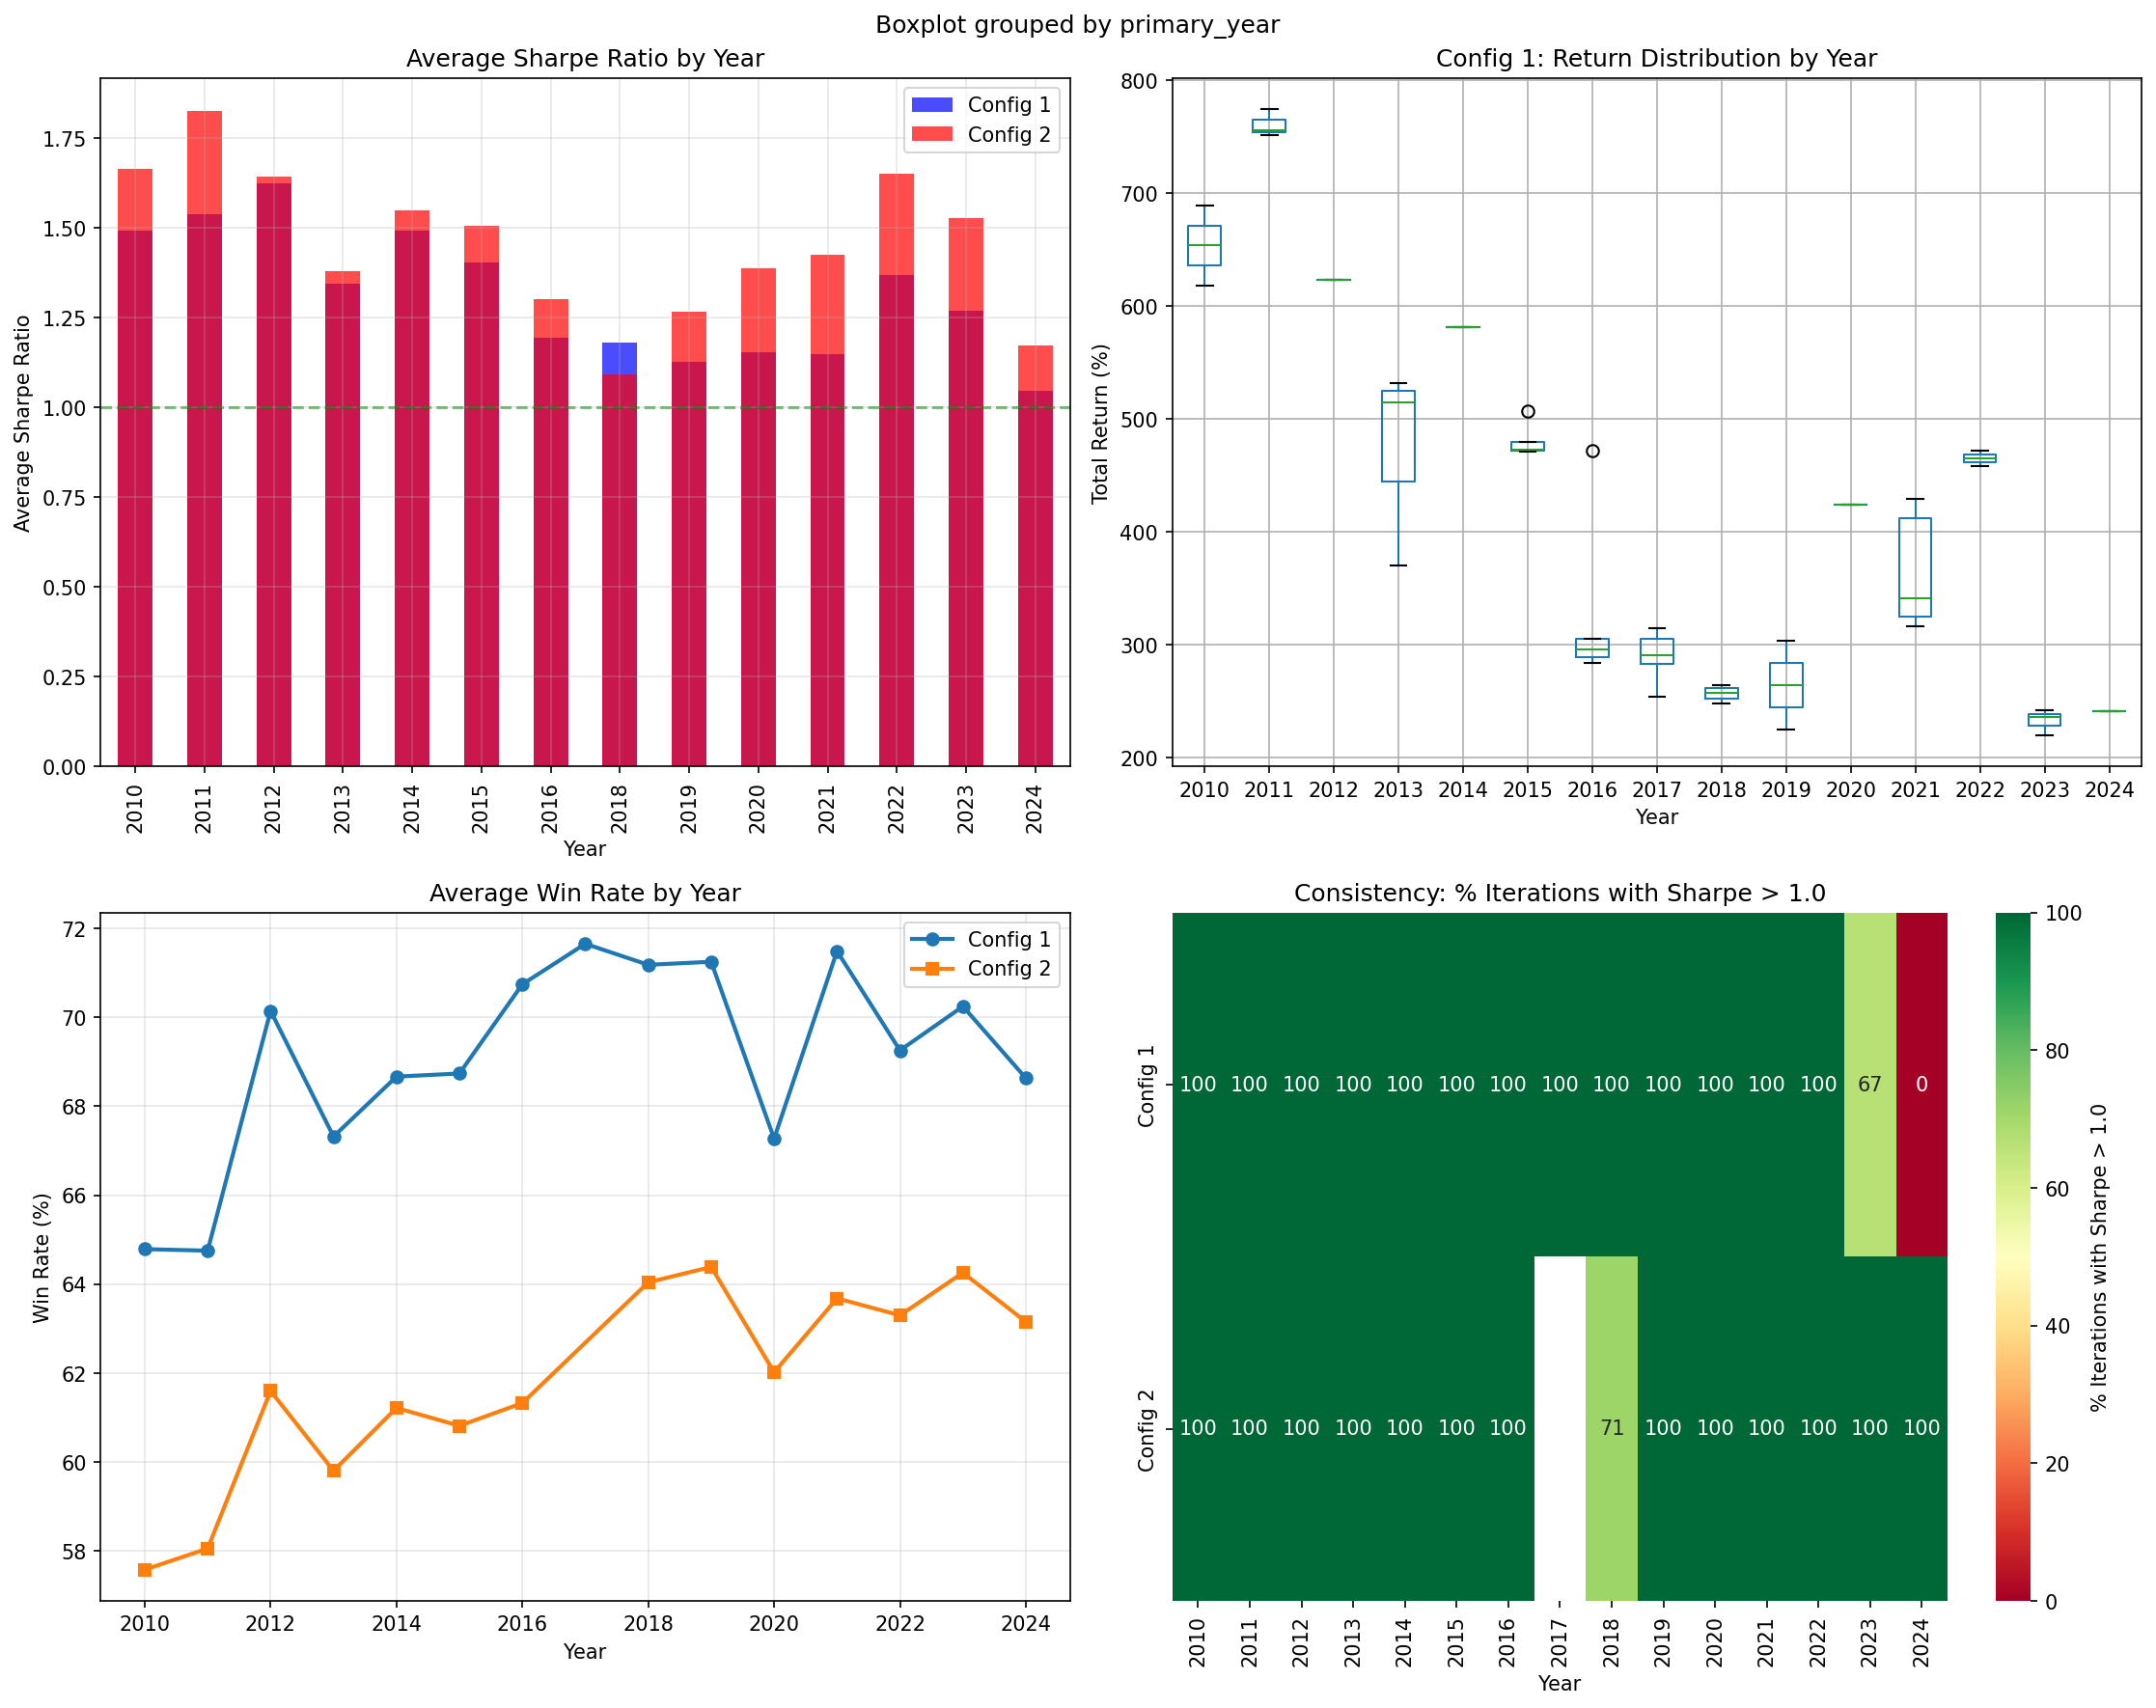 Boxplot grouped by primary_year
Average Sharpe Ratio by Year
Config 1
Config 2
Average Sharpe Ratio
1.75
1.50
1.25
1.00
0.75
0.50
0.25
0.00
2010 2011 2012 2013 2014 2015 2016 2018 2019 2020 2021 2022 2023 2024
Year
Config 1: Return Distribution by Year
Total Return (%)
800
700
600
500
400
300
200
2010 2011 2012 2013 2014 2015 2016 2017 2018 2019 2020 2021 2022 2023 2024
Year
Average Win Rate by Year
Config 1
Config 2
Win Rate (%)
72
70
68
66
64
62
60
58
2010 2012 2014 2016 2018 2020 2022 2024
Year
Consistency: % Iterations with Sharpe > 1.0
Config 1
100 100 100 100 100 100 100 100 100 100 100 100 100 67 0
Config 2
100 100 100 100 100 100 100 71 100 100 100 100 100 100
2010 2011 2012 2013 2014 2015 2016 2017 2018 2019 2020 2021 2022 2023 2024
Year
100
80
60
40
20
0
% Iterations with Sharpe > 1.0